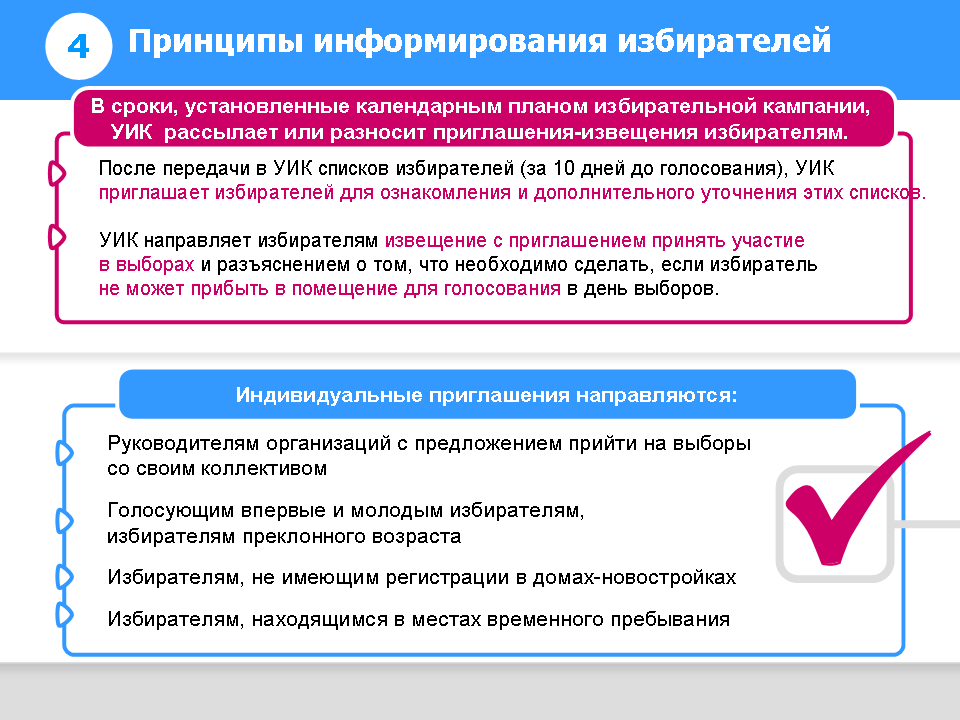 4
Принципы информирования избирателей
В сроки, установленные календарным планом избирательной кампании,
УИК рассылает или разносит приглашения-извещения избирателям.
После передачи в УИК списков избирателей (за 10 дней до голосования), УИК
приглашает избирателей для ознакомления и дополнительного уточнения этих списков.
УИК направляет избирателям извещение с приглашением принять участие
в выборах и разъяснением о том, что необходимо сделать, если избиратель
не может прибыть в помещение для голосования в день выборов.
Индивидуальные приглашения направляются:
Руководителям организаций с предложением прийти на выборы
со своим коллективом
Голосующим впервые и молодым избирателям,
избирателям преклонного возраста
Избирателям, не имеющим регистрации в домах-новостройках
Избирателям, находящимся в местах временного пребывания